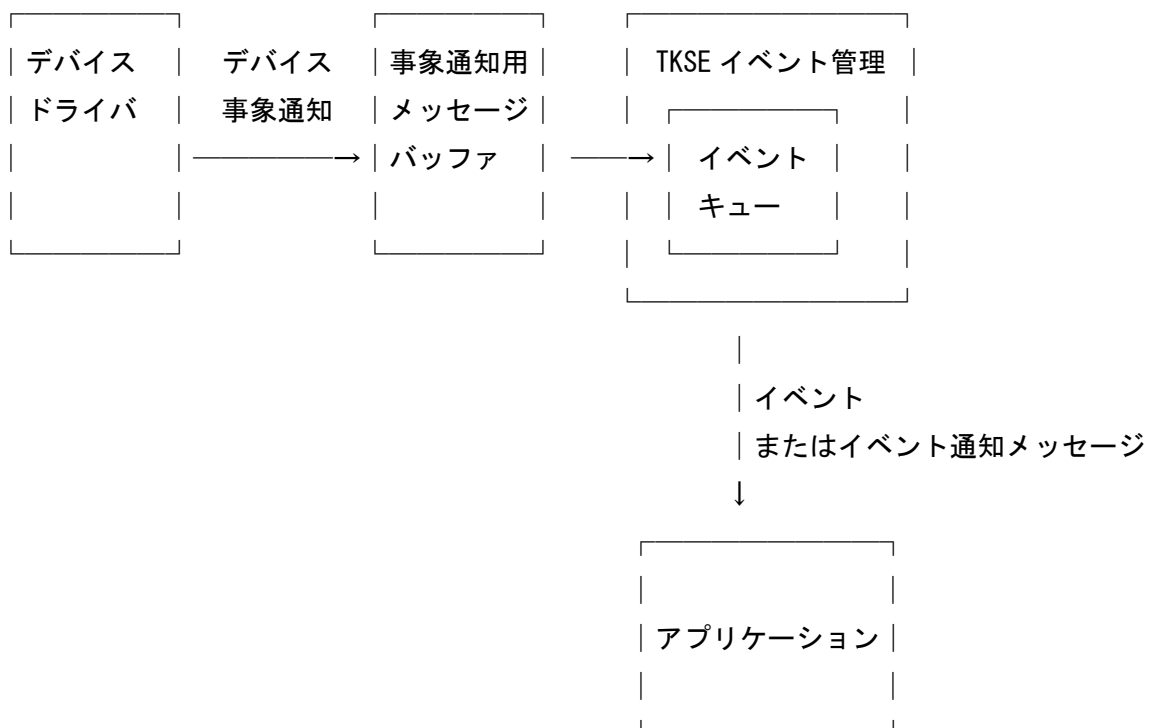 デバイス デバイス 事象通知用 TKSE イベント管理
ドライバ 事象通知 メッセージ
→ バッファ → イベント
キュー
イベント
またはイベント通知メッセージ
↓
アプリケーション